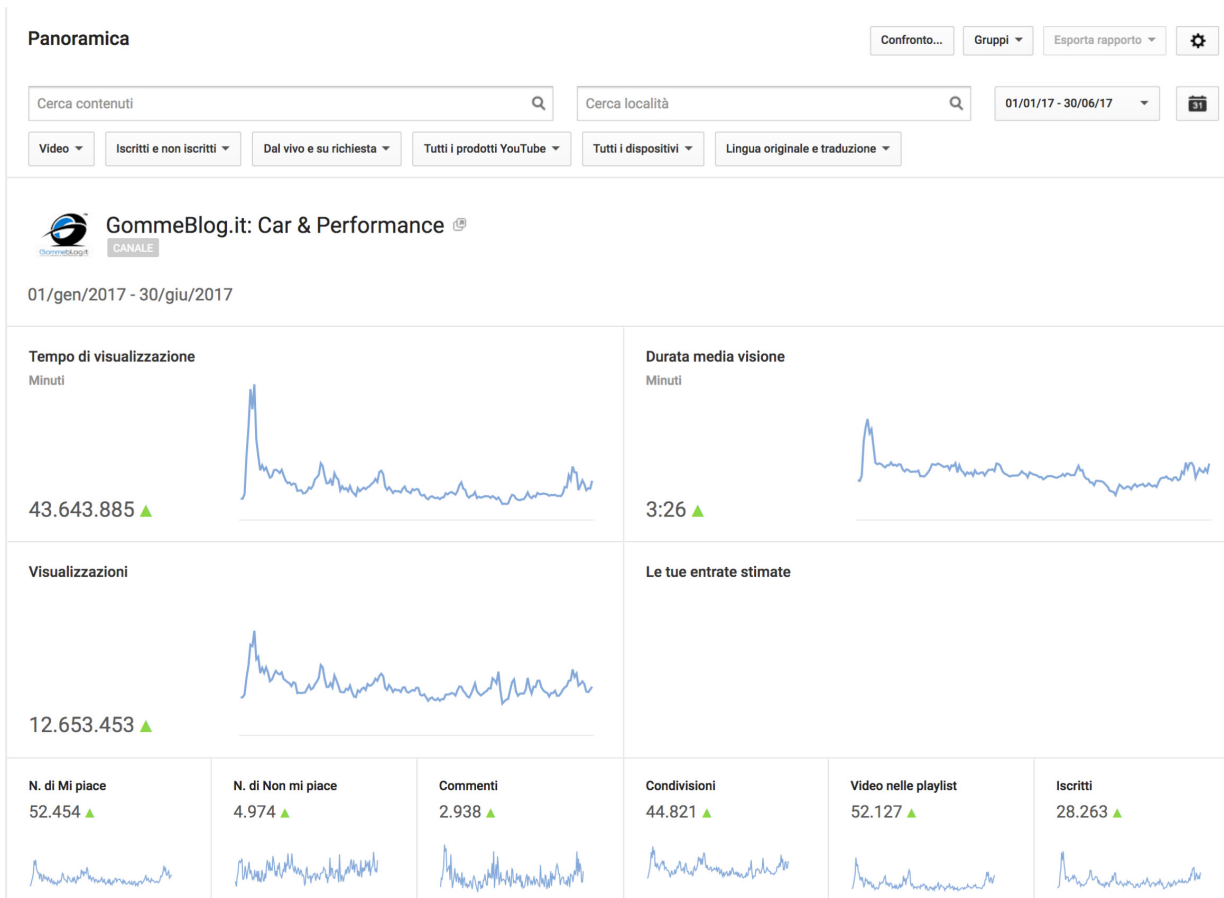 Panoramica
Confronto...
Gruppi
Esporta rapporto
Cerca contenuti
Cerca località
01/01/17 - 30/06/17
31
Video
Iscritti e non iscritti
Dal vivo e su richiesta
Tutti i prodotti YouTube
Tutti i dispositivi
Lingua originale e traduzione
Gommeblog.it
GommeBlog.it: Car & Performance
CANALE
01/gen/2017 - 30/giu/2017
Tempo di visualizzazione
Minuti
43.643.885
Durata media visione
Minuti
3:26
Visualizzazioni
12.653.453
Le tue entrate stimate
N. di Mi piace
52.454
N. di Non mi piace
4.974
Commenti
2.938
Condivisioni
44.821
Video nelle playlist
52.127
Iscritti
28.263